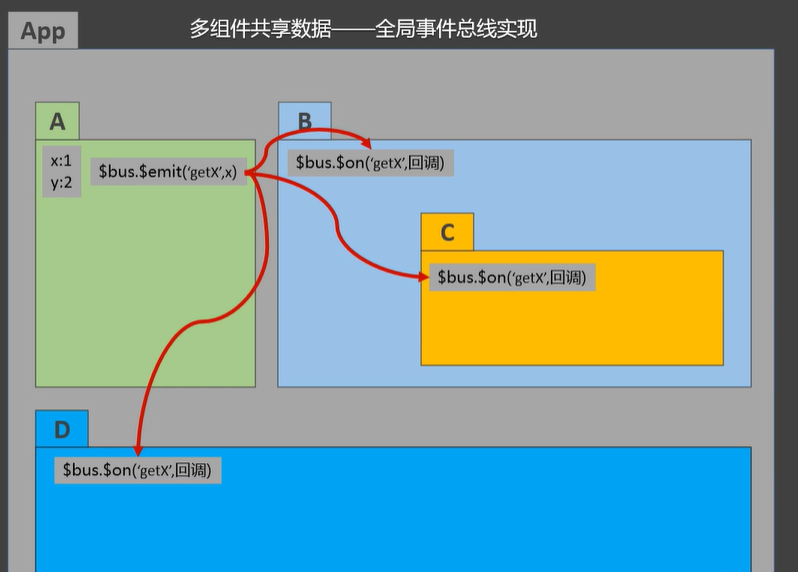 App
多组件共享数据——全局事件总线实现
A
B
x:1
y:2
$bus.$emit(‘getX’,x)
$bus.$on(‘getX’,回调)
C
$bus.$on(‘getX’,回调)
D
$bus.$on(‘getX’,回调)